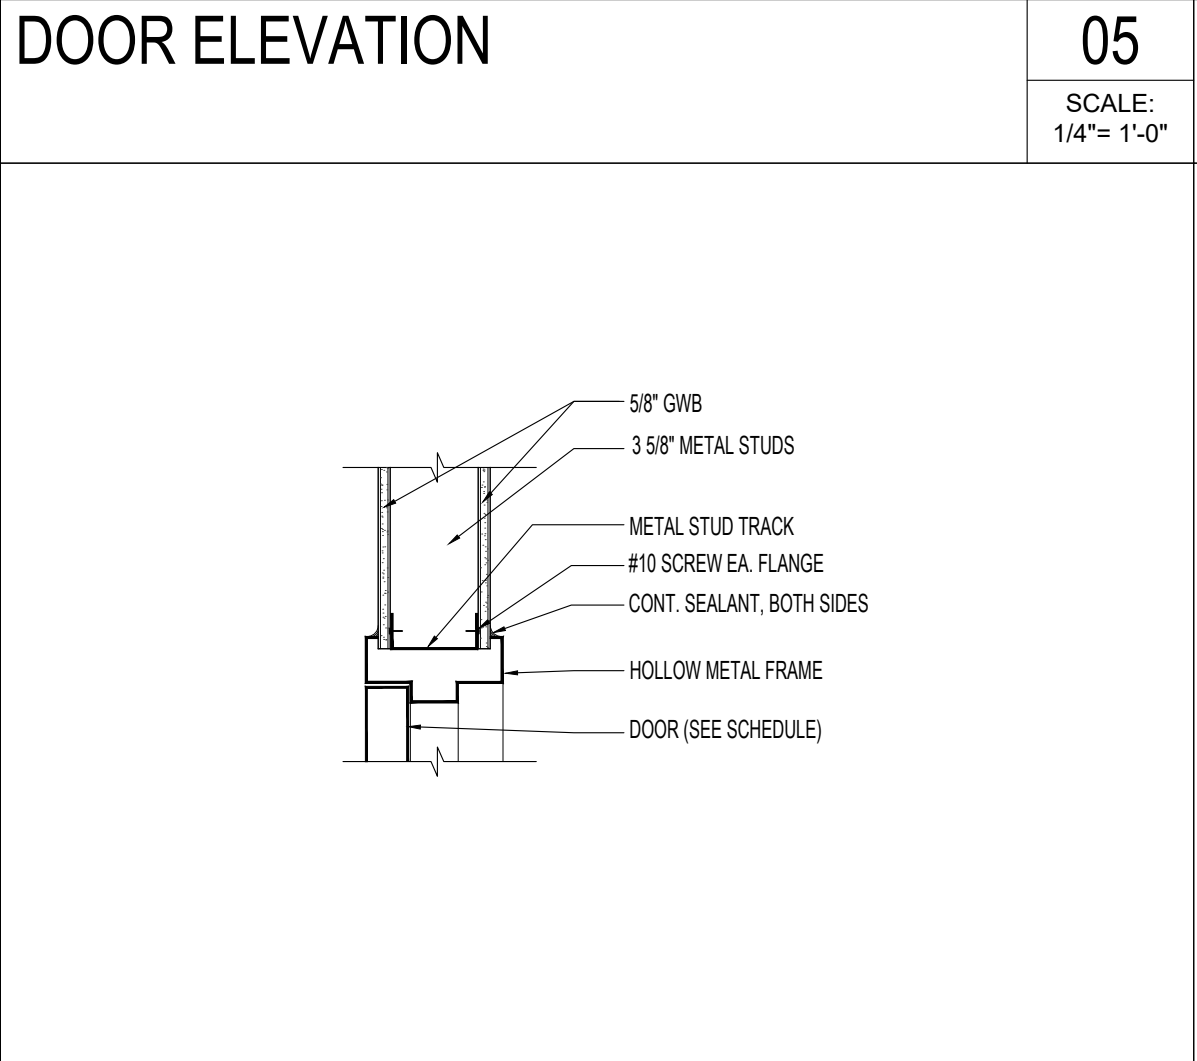 DOOR ELEVATION
05
SCALE:
1/4"= 1'-0"
5/8" GWB
3 5/8" METAL STUDS
METAL STUD TRACK
#10 SCREW EA. FLANGE
CONT. SEALANT, BOTH SIDES
HOLLOW METAL FRAME
DOOR (SEE SCHEDULE)